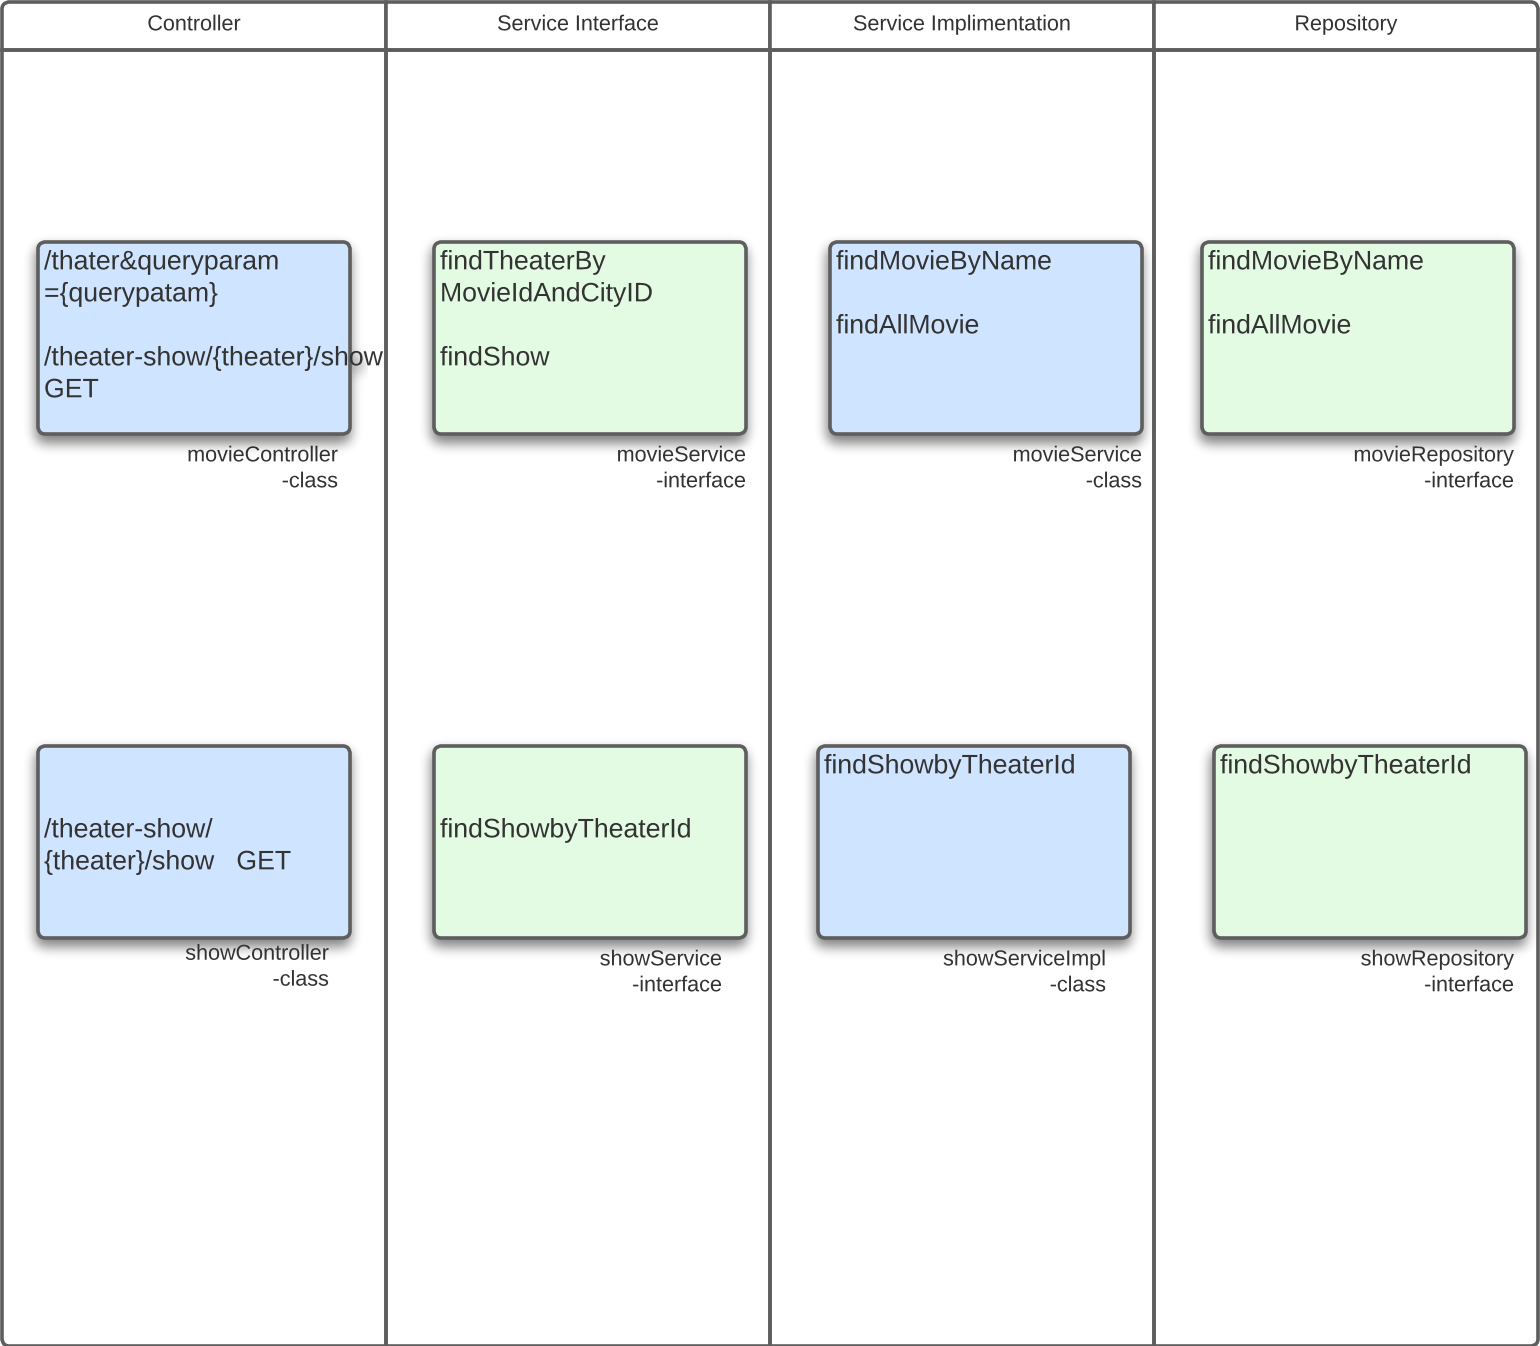 Controller
Service Interface
Service Implimentation
Repository
/thater&queryparam
={querypatam}
/theater-show/{theater}/show
GET
movieController
-class
findTheaterBy
MovieIdAndCityID
findShow
movieService
-interface
findMovieByName
findAllMovie
movieService
-class
findMovieByName
findAllMovie
movieRepository
-interface
/theater-show/
{theater}/show   GET
showController
-class
findShowbyTheaterId
showService
-interface
findShowbyTheaterId
showServiceImpl
-class
findShowbyTheaterId
showRepository
-interface